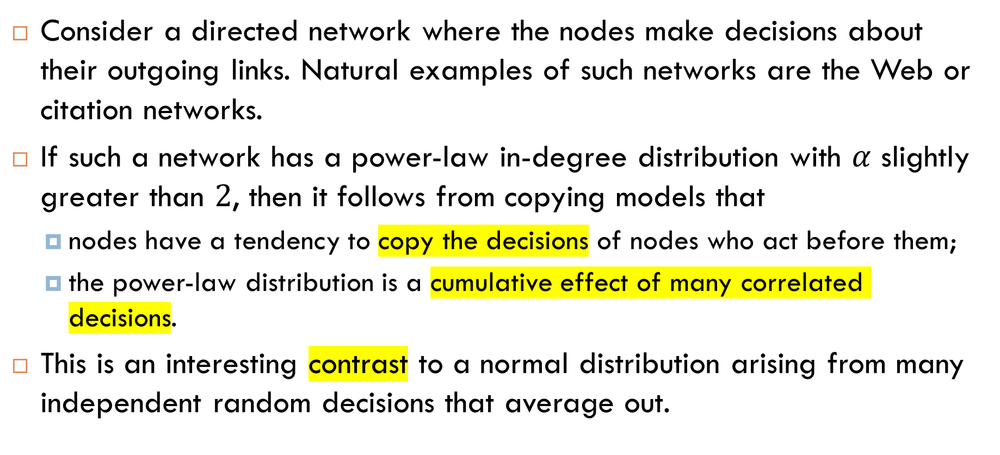 Consider a directed network where the nodes make decisions about
their outgoing links. Natural examples of such networks are the Web or
citation networks.
If such a network has a power-law in-degree distribution with α slightly
greater than 2, then it follows from copying models that
nodes have a tendency to copy the decisions of nodes who act before them;
the power-law distribution is a cumulative effect of many correlated
decisions.
This is an interesting contrast to a normal distribution arising from many
independent random decisions that average out.